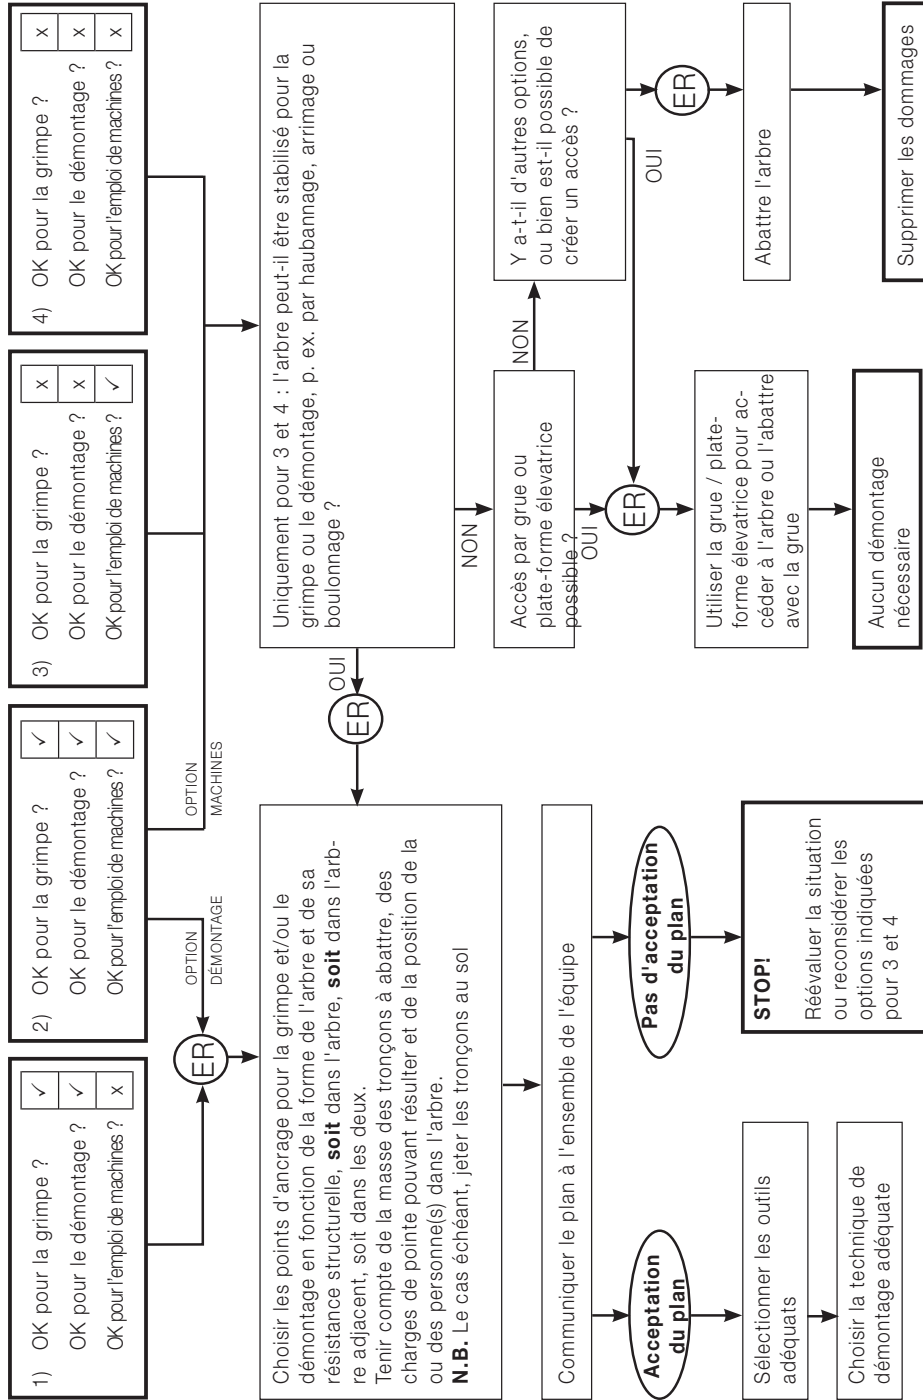 1) OK pour la grimpe ? ✓
OK pour le démontage ? ✓
OK pour l'emploi de machines ? x
2) OK pour la grimpe ? ✓
OK pour le démontage ? ✓
OK pour l'emploi de machines ? ✓
3) OK pour la grimpe ? x
OK pour le démontage ? x
OK pour l'emploi de machines ? ✓
4) OK pour la grimpe ? x
OK pour le démontage ? x
OK pour l'emploi de machines ? x
ER
OPTION
DÉMONTAGE
OPTION
MACHINES
Choisir les points d'ancrage pour la grimpe et/ou le
démontage en fonction de la forme de l'arbre et de sa
résistance structurelle, soit dans l'arbre, soit dans l'arb-
re adjacent, soit dans les deux.
Tenir compte de la masse des tronçons à abattre, des
charges de pointe pouvant résulter et de la position de la
ou des personne(s) dans l'arbre.
N.B. Le cas échéant, jeter les tronçons au sol
ER
OUI
Uniquement pour 3 et 4 : l'arbre peut-il être stabilisé pour la
grimpe ou le démontage, p. ex. par haubannage, arrimage ou
boulonnage ?
NON
Communiquer le plan à l'ensemble de l'équipe
Acceptation
du plan
Pas d'acceptation
du plan
Sélectionner les outils
adéquats
Choisir la technique de
démontage adéquate
STOP!
Réévaluer la situation
ou reconsidérer les
options indiquées
pour 3 et 4
Accès par grue ou
plate-forme élévatrice
possible ?
OUI
NON
Y a-t-il d'autres options,
ou bien est-il possible de
créer un accès ?
OUI
ER
ER
Utiliser la grue / plate-
forme élévatrice pour ac-
céder à l'arbre ou l'abattre
avec la grue
Aucun démontage
nécessaire
Abattre l'arbre
Supprimer les dommages